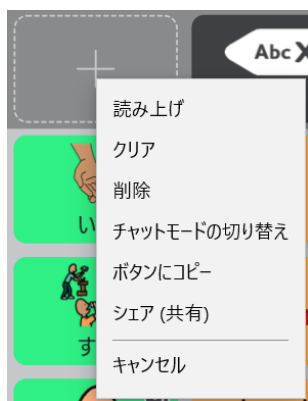 Abc X
読み上げ
クリア
削除
い
チャットモードの切り替え
ボタンにコピー
す
シェア (共有)
キャンセル